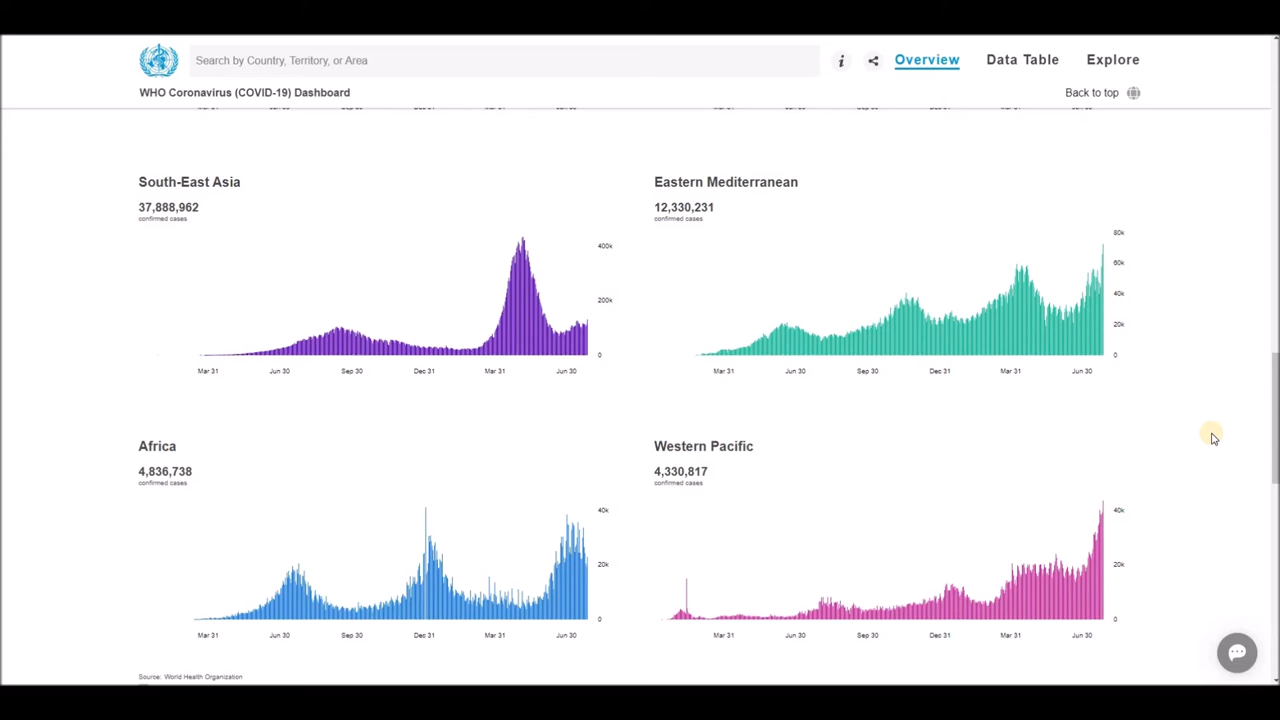 Search by Country, Territory, or Area
i
Overview
Data Table
Explore
WHO Coronavirus (COVID-19) Dashboard
Back to top
South-East Asia
37,888,962
confirmed cases
400k
200k
0
Mar 31 Jun 30 Sep 30 Dec 31 Mar 31 Jun 30
Eastern Mediterranean
12,330,231
confirmed cases
80k
60k
40k
20k
0
Mar 31 Jun 30 Sep 30 Dec 31 Mar 31 Jun 30
Africa
4,836,738
confirmed cases
40k
20k
0
Mar 31 Jun 30 Sep 30 Dec 31 Mar 31 Jun 30
Western Pacific
4,330,817
confirmed cases
40k
20k
0
Mar 31 Jun 30 Sep 30 Dec 31 Mar 31 Jun 30
Source: World Health Organization